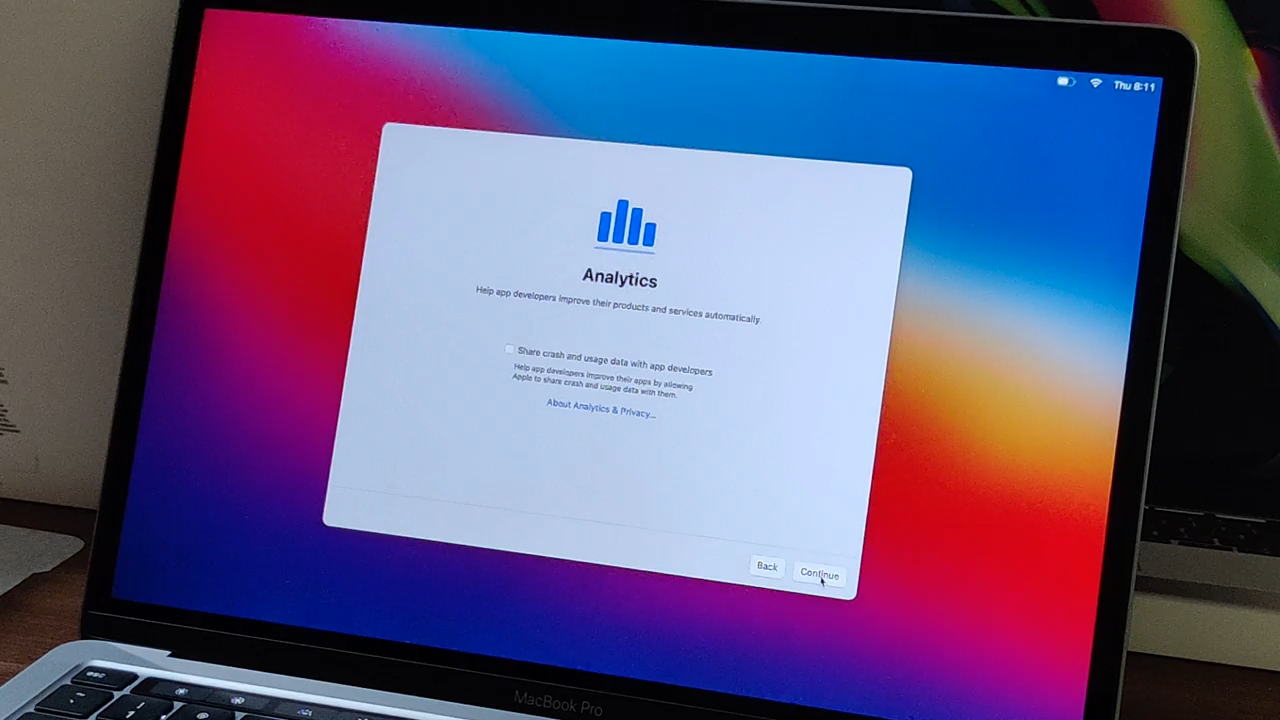 Thu 8:11
Analytics
Help app developers improve their products and services automatically.
Share crash and usage data with app developers
Help app developers improve their apps by allowing
Apple to share crash and usage data with them.
About Analytics & Privacy...
Back
Continue
MacBook Pro
esc